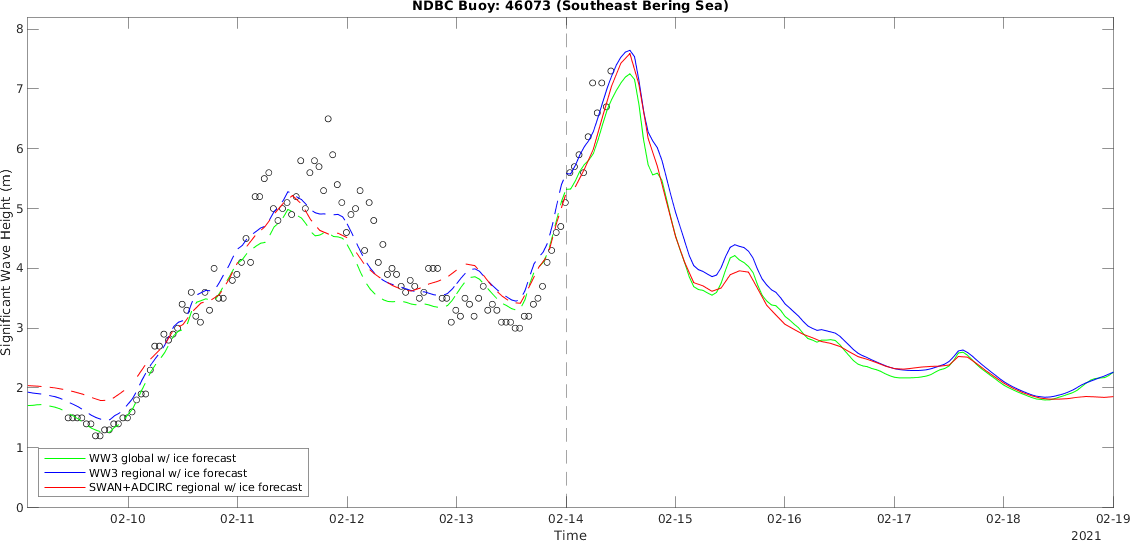 NDBC Buoy: 46073 (Southeast Bering Sea)
8
7
6
5
4
3
2
1
0
Significant Wave Height (m)
WW3 global w/ ice forecast
WW3 regional w/ ice forecast
SWAN+ADCIRC regional w/ ice forecast
02-10 02-11 02-12 02-13 02-14 02-15 02-16 02-17 02-18 02-19
Time
2021